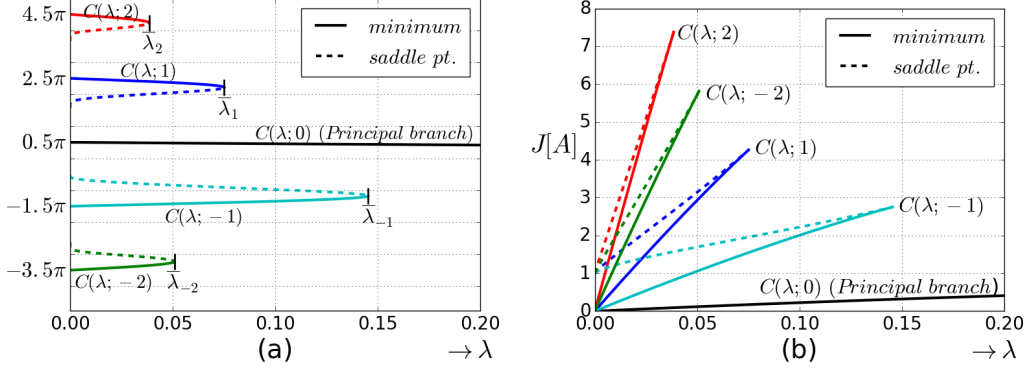 4.5π
2.5π
0.5π
−1.5π
−3.5π
C(λ; 2)
λ̄₂
C(λ; 1)
λ̄₁
C(λ; 0) (Principal branch)
C(λ; −1)
λ̄₋₁
C(λ; −2)
λ̄₋₂
minimum
saddle pt.
0.00 0.05 0.10 0.15 0.20
(a)
→ λ
8
7
6
5
4
3
2
1
0
J[A]
C(λ; 2)
C(λ; −2)
C(λ; 1)
C(λ; −1)
C(λ; 0) (Principal branch)
minimum
saddle pt.
0.00 0.05 0.10 0.15 0.20
(b)
→ λ